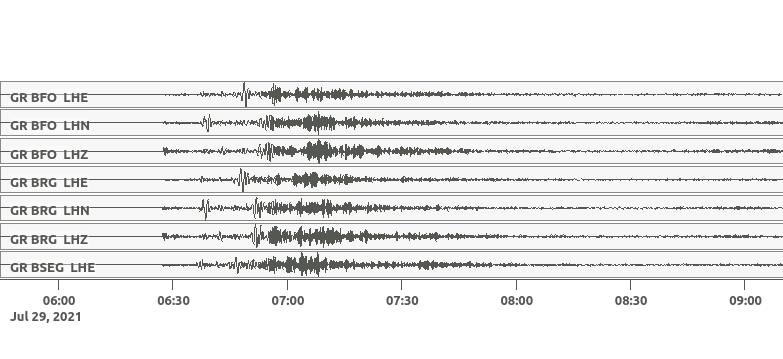 GR BFO LHE
GR BFO LHN
GR BFO LHZ
GR BRG LHE
GR BRG LHN
GR BRG LHZ
GR BSEG LHE
06:00 06:30 07:00 07:30 08:00 08:30 09:00
Jul 29, 2021